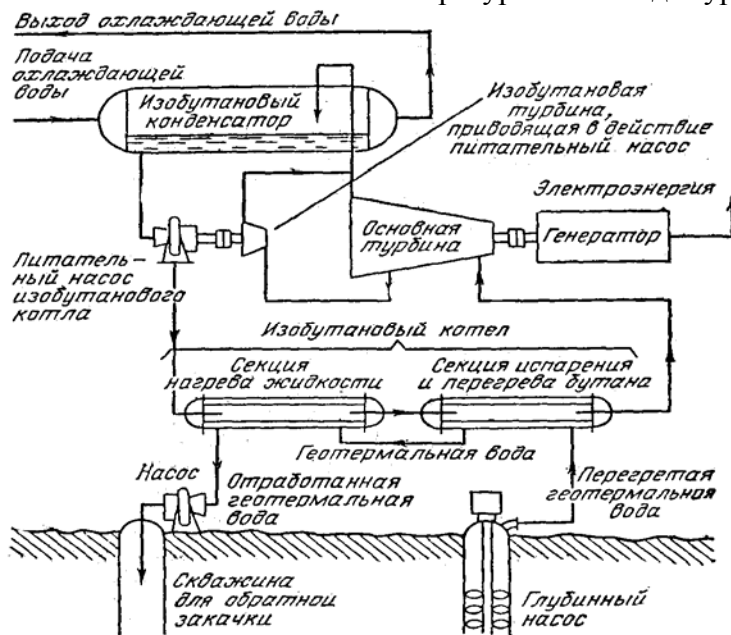 Выход охлаждающей воды
Подача
охлаждающей
воды
Изобутановый
конденсатор
Изобутановая
турбина,
приводящая в действие
питательный насос
Электроэнергия
Основная
турбина
Генератор
Питатель-
ный насос
изобутанового
котла
Изобутановый котел
Секция
нагрева жидкости
Секция испарения
и перегрева бутана
Геотермальная вода
Насос
Отработанная
геотермальная
вода
Перегретая
геотермальная
вода
Скважина
для обратной
закачки
Глубинный
насос